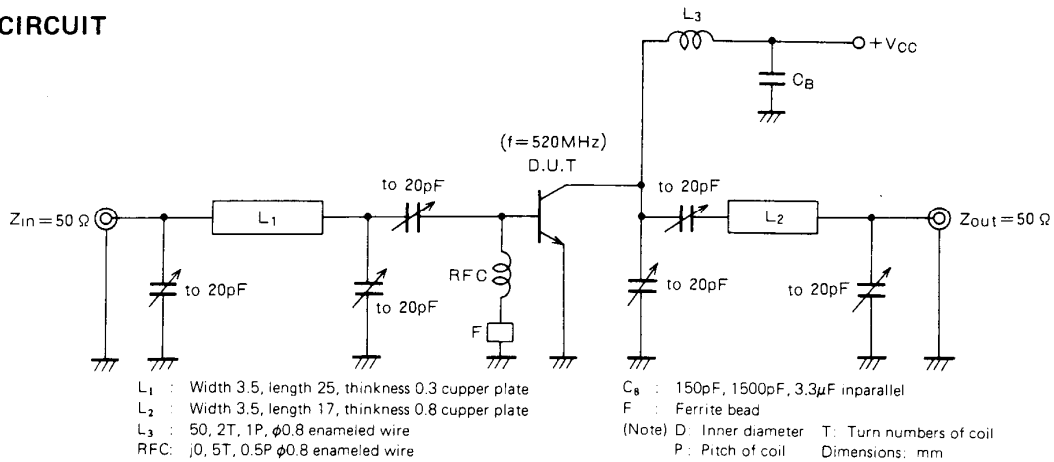 CIRCUIT
L3
+VCC
CB
(f=520MHz)
D.U.T
to 20pF
to 20pF
Zin=50 Ω
L1
L2
Zout=50 Ω
RFC
to 20pF
to 20pF
to 20pF
to 20pF
F
L1 : Width 3.5, length 25, thinkness 0.3 cupper plate
L2 : Width 3.5, length 17, thinkness 0.8 cupper plate
L3 : 50, 2T, 1P, φ0.8 enameled wire
RFC: j0, 5T, 0.5P φ0.8 enameled wire
CB : 150pF, 1500pF, 3.3μF inparallel
F : Ferrite bead
(Note) D: Inner diameter T: Turn numbers of coil
P: Pitch of coil Dimensions: mm